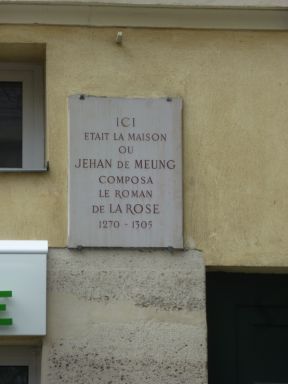 ICI
ETAIT LA MAISON
OU
JEHAN DE MEUNG
COMPOSA
LE ROMAN
DE LA ROSE
1270 - 1305
E